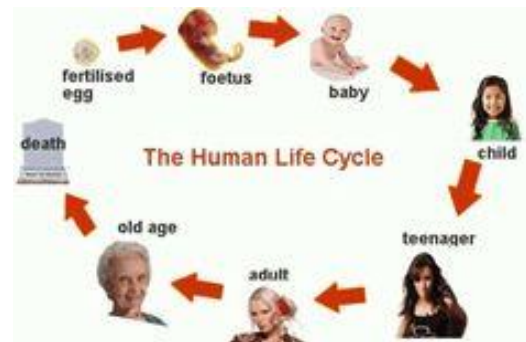 fertilised
egg
foetus
baby
child
The Human Life Cycle
teenager
adult
old age
death